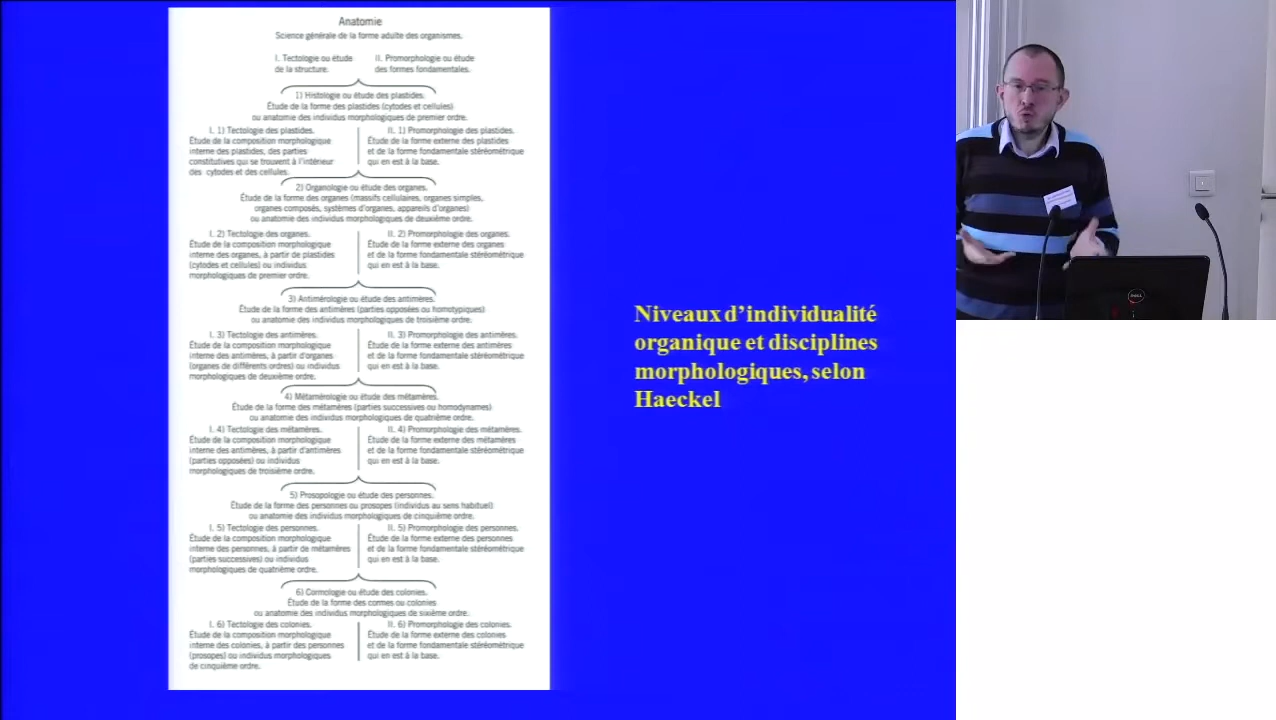 Anatomie
Science générale de la forme adulte des organismes.
I. Tectologie ou étude
de la structure.
II. Promorphologie ou étude
des formes fondamentales.
1) Histologie ou étude des plastides.
Étude de la forme des plastides (cytodes et cellules)
ou anatomie des individus morphologiques de premier ordre.
I. 1) Tectologie des plastides.
Étude de la composition morphologique
interne des plastides, des parties
constitutives qui se trouvent à l'intérieur
des cytodes et des cellules.
II. 1) Promorphologie des plastides.
Étude de la forme externe des plastides
et de la forme fondamentale stéréométrique
qui en est à la base.
2) Organologie ou étude des organes.
Étude de la forme des organes (massifs cellulaires, organes simples,
organes composés, systèmes d'organes, appareils d'organes)
ou anatomie des individus morphologiques de deuxième ordre.
I. 2) Tectologie des organes.
Étude de la composition morphologique
interne des organes, à partir de plastides
(cytodes et cellules) ou individus
morphologiques de premier ordre.
II. 2) Promorphologie des organes.
Étude de la forme externe des organes
et de la forme fondamentale stéréométrique
qui en est à la base.
3) Antimérologie ou étude des antimères.
Étude de la forme des antimères (parties opposées ou homotypiques)
ou anatomie des individus morphologiques de troisième ordre.
I. 3) Tectologie des antimères.
Étude de la composition morphologique
interne des antimères, à partir d'organes
(organes de différents ordres) ou individus
morphologiques de deuxième ordre.
II. 3) Promorphologie des antimères.
Étude de la forme externe des antimères
et de la forme fondamentale stéréométrique
qui en est à la base.
4) Métamérologie ou étude des métamères.
Étude de la forme des métamères (parties successives ou homodynames)
ou anatomie des individus morphologiques de quatrième ordre.
I. 4) Tectologie des métamères.
Étude de la composition morphologique
interne des antimères, à partir d'antimères
(parties opposées) ou individus
morphologiques de troisième ordre.
II. 4) Promorphologie des métamères.
Étude de la forme externe des métamères
et de la forme fondamentale stéréométrique
qui en est à la base.
5) Prosopologie ou étude des personnes.
Étude de la forme des personnes ou prosopes (individus au sens habituel)
ou anatomie des individus morphologiques de cinquième ordre.
I. 5) Tectologie des personnes.
Étude de la composition morphologique
interne des personnes, à partir de métamères
(parties successives) ou individus
morphologiques de quatrième ordre.
II. 5) Promorphologie des personnes.
Étude de la forme externe des personnes
et de la forme fondamentale stéréométrique
qui en est à la base.
6) Cormologie ou étude des colonies.
Étude de la forme des cormes ou colonies
ou anatomie des individus morphologiques de sixième ordre.
I. 6) Tectologie des colonies.
Étude de la composition morphologique
interne des colonies, à partir des personnes
(prosopes) ou individus morphologiques
de cinquième ordre.
II. 6) Promorphologie des colonies.
Étude de la forme externe des colonies
et de la forme fondamentale stéréométrique
qui en est à la base.
Niveaux d'individualité
organique et disciplines
morphologiques, selon
Haeckel
DELL